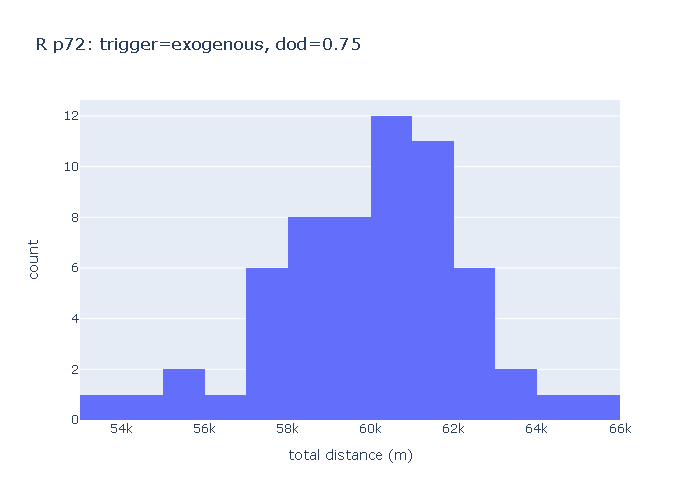 R p72: trigger=exogenous, dod=0.75
12
10
8
6
4
2
0
count
54k 56k 58k 60k 62k 64k 66k
total distance (m)